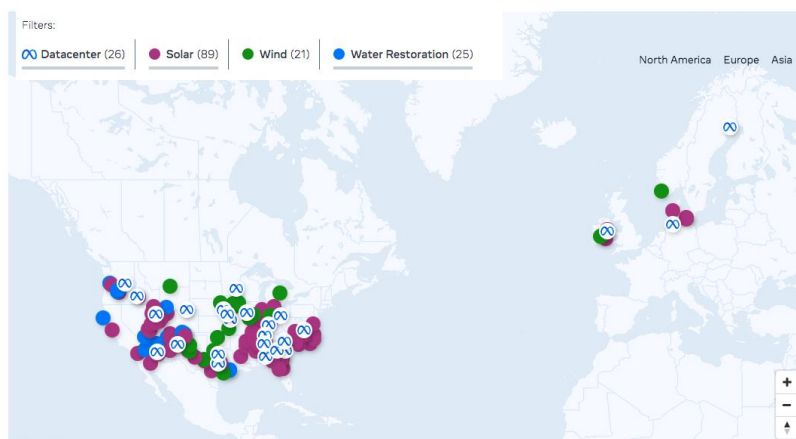 Filters:
Datacenter (26) Solar (89) Wind (21) Water Restoration (25)
North America Europe Asia